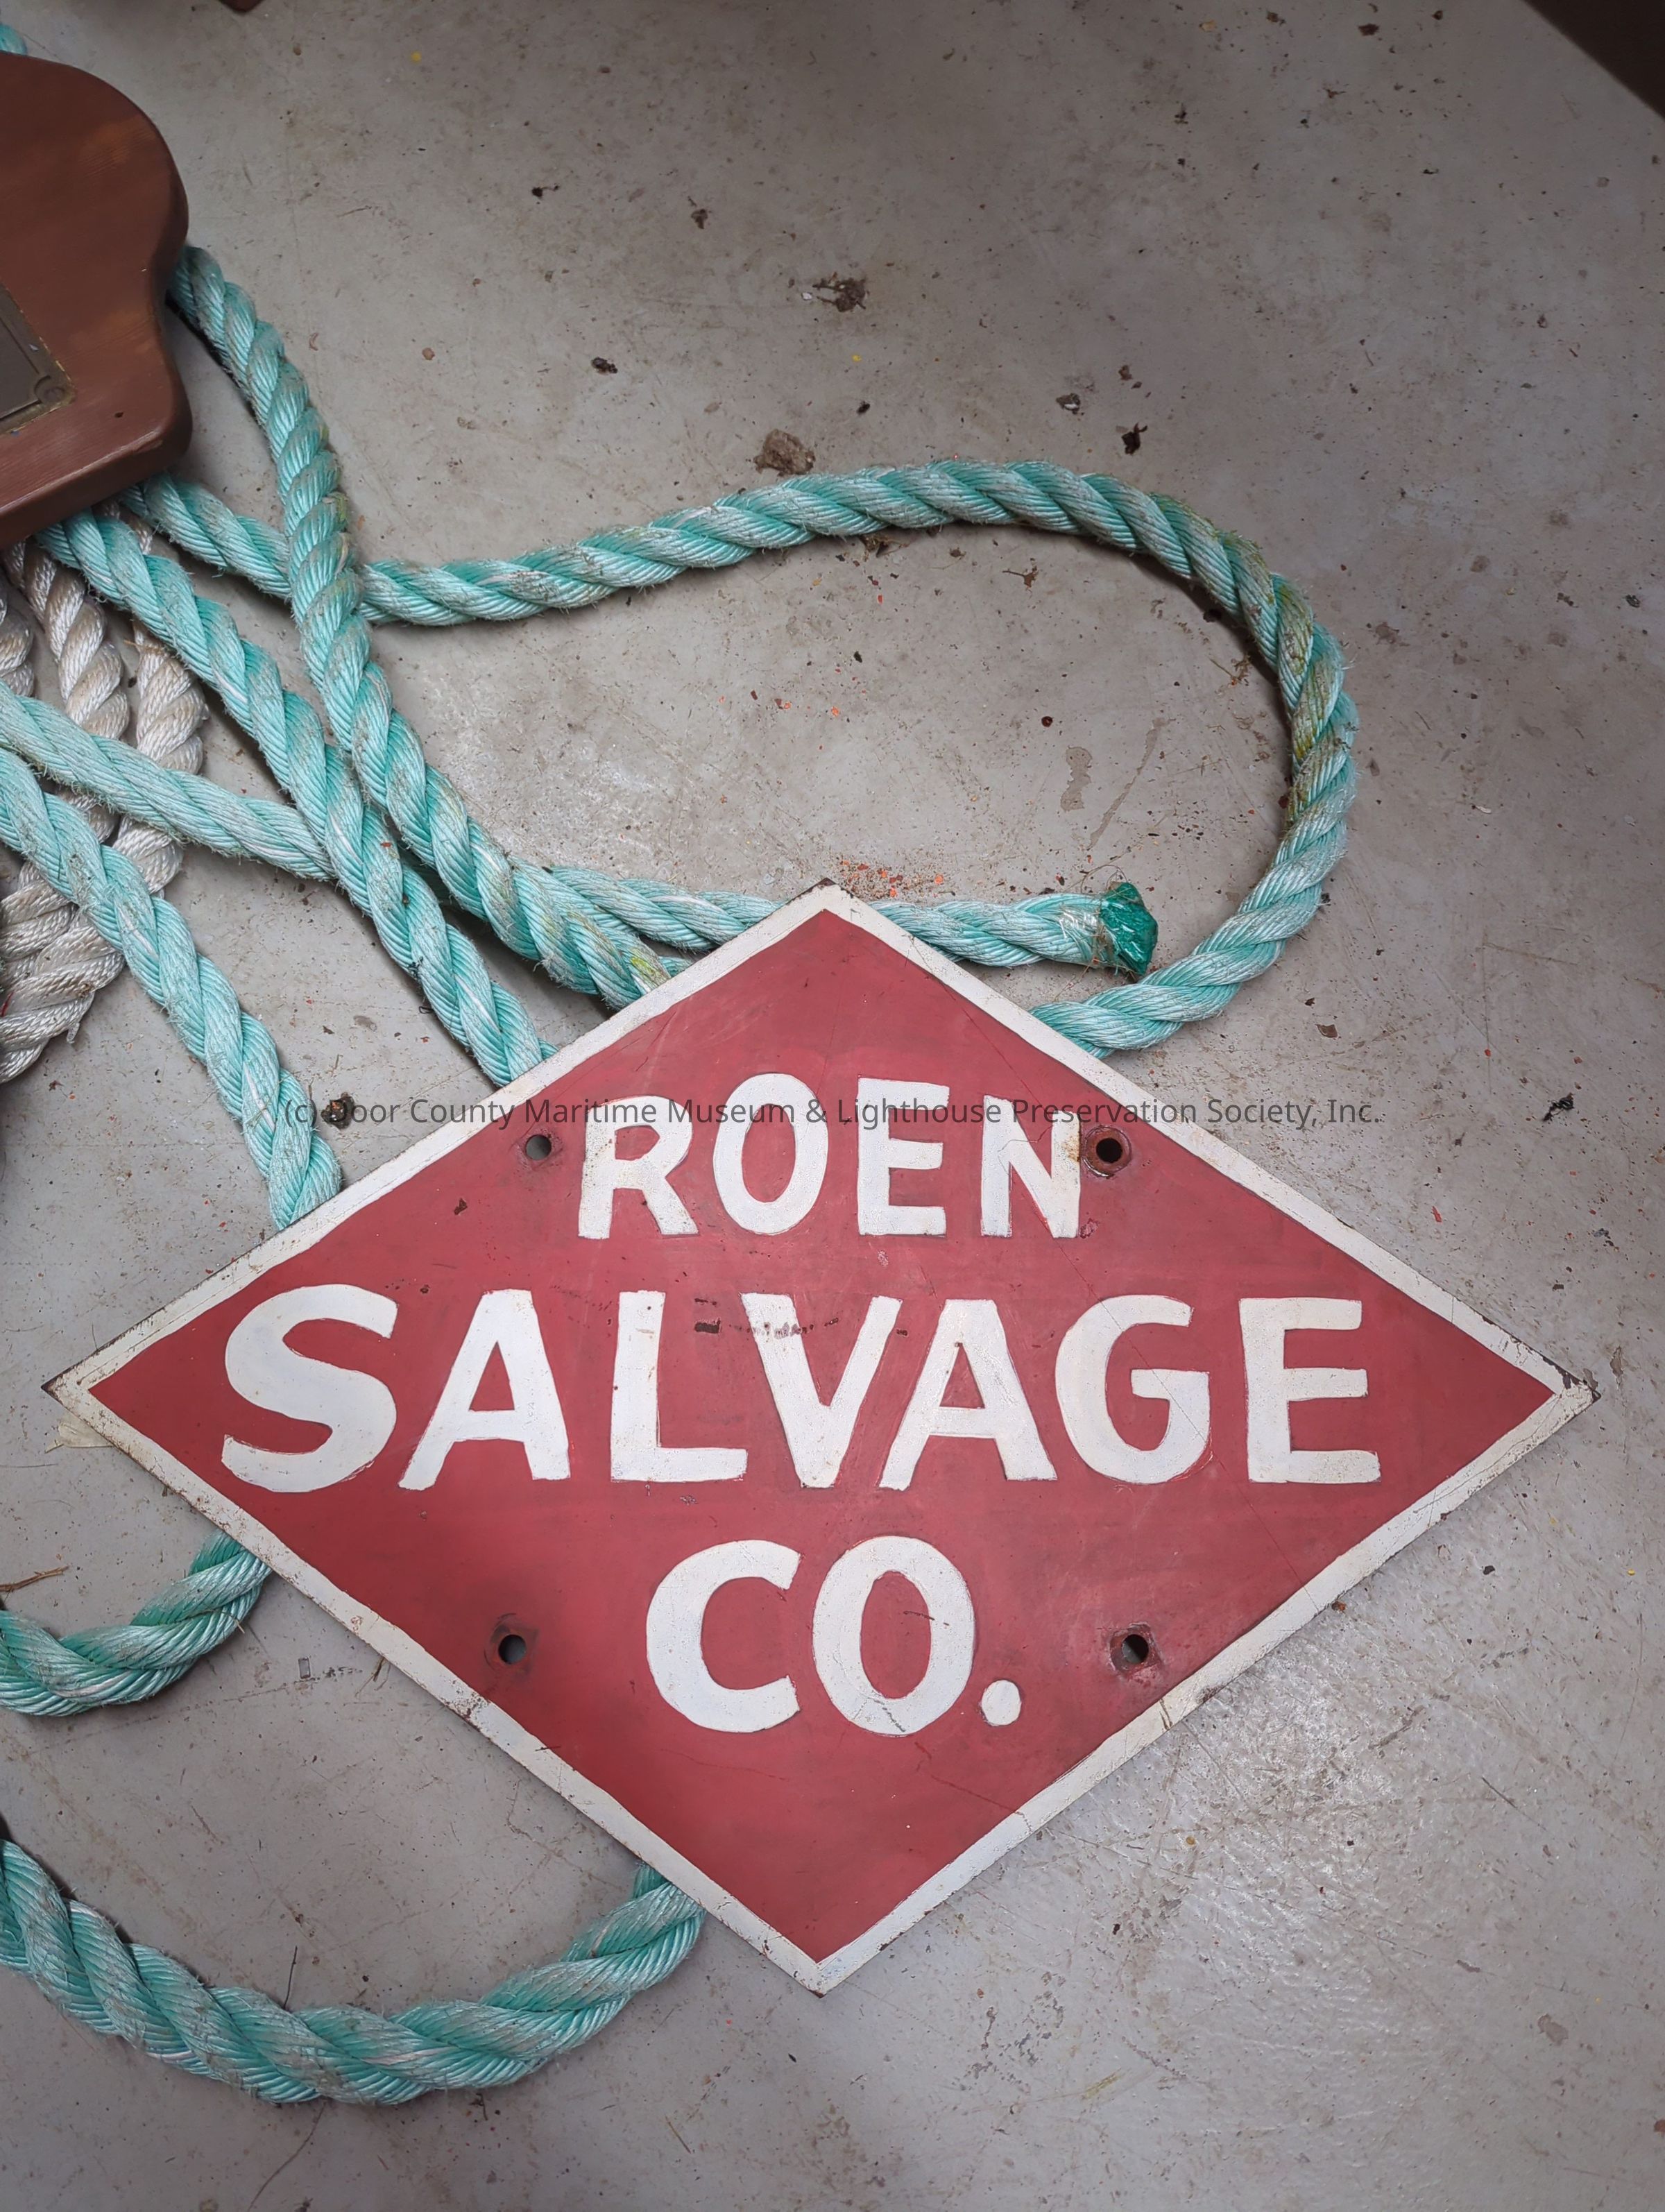 (c) Door County Maritime Museum & Lighthouse Preservation Society, Inc.
ROEN
SALVAGE
CO.